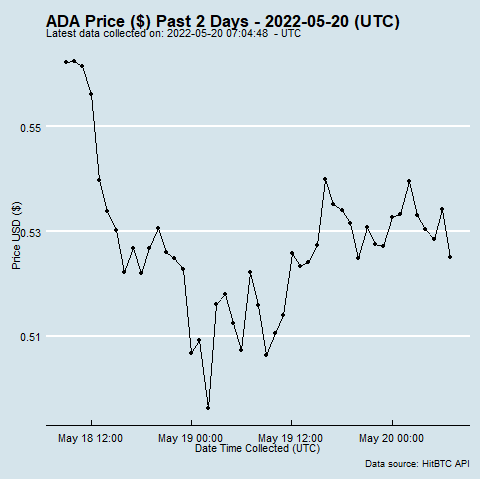 ADA Price ($) Past 2 Days - 2022-05-20 (UTC)
Latest data collected on: 2022-05-20 07:04:48 - UTC
0.55
0.53
0.51
Price USD ($)
May 18 12:00
May 19 00:00
May 19 12:00
May 20 00:00
Date Time Collected (UTC)
Data source: HitBTC API